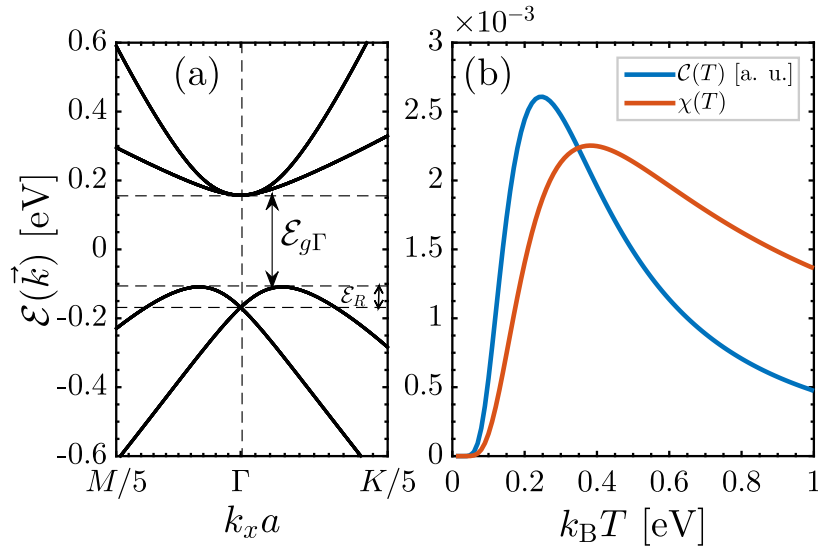 (a)
0.6
0.4
0.2
0
-0.2
-0.4
-0.6
ℰ(k⃗) [eV]
ℰ_{gΓ}
ℰ_R
M/5
Γ
K/5
k_x a
×10⁻³
(b)
𝒞(T) [a. u.]
χ(T)
3
2.5
2
1.5
1
0.5
0
0
0.2
0.4
0.6
0.8
1
k_B T [eV]